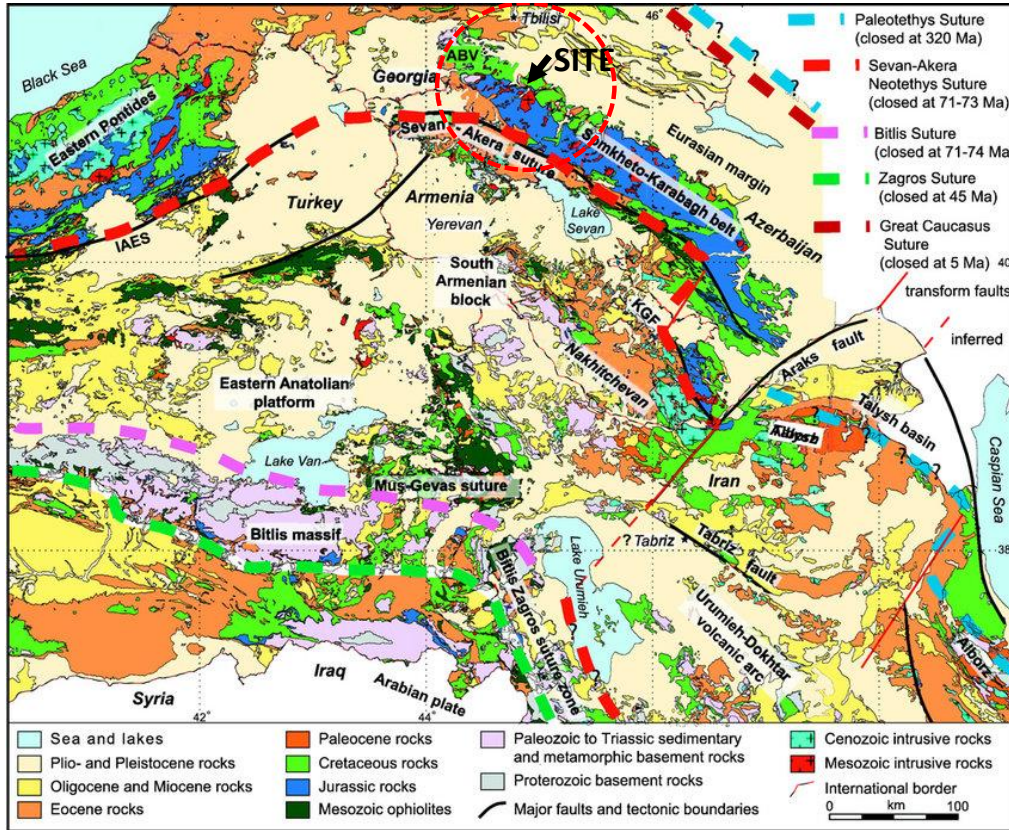 Tbilisi
46°
Black Sea
ABV
SITE
Georgia
Eastern Pontides
Sevan
Akera suture
Somkheto-Karabagh belt
Eurasian margin
Turkey
Armenia
Azerbaijan
Lake
Sevan
IAES
Yerevan
South
Armenian
block
KGF
Nakhitchevan
Araks fault
Talysh basin
Eastern Anatolian
platform
Caspian Sea
Lake Van
Mus-Gevas suture
Iran
Bitlis massif
Tabriz
Tabriz
fault
38
Bitlis Zagros suture zone
Lake Urumieh
Urumieh-Dokhtar
volcanic arc
Alborz
Syria
Iraq
Arabian plate
42°
44°
Paleotethys Suture
(closed at 320 Ma)
Sevan-Akera
Neotethys Suture
(closed at 71-73 Ma)
Bitlis Suture
(closed at 71-74 Ma)
Zagros Suture
(closed at 45 Ma)
Great Caucasus
Suture
(closed at 5 Ma)
40
transform faults
inferred
Sea and lakes
Plio- and Pleistocene rocks
Oligocene and Miocene rocks
Eocene rocks
Paleocene rocks
Cretaceous rocks
Jurassic rocks
Mesozoic ophiolites
Paleozoic to Triassic sedimentary
and metamorphic basement rocks
Proterozoic basement rocks
Major faults and tectonic boundaries
Cenozoic intrusive rocks
Mesozoic intrusive rocks
International border
km
0
100